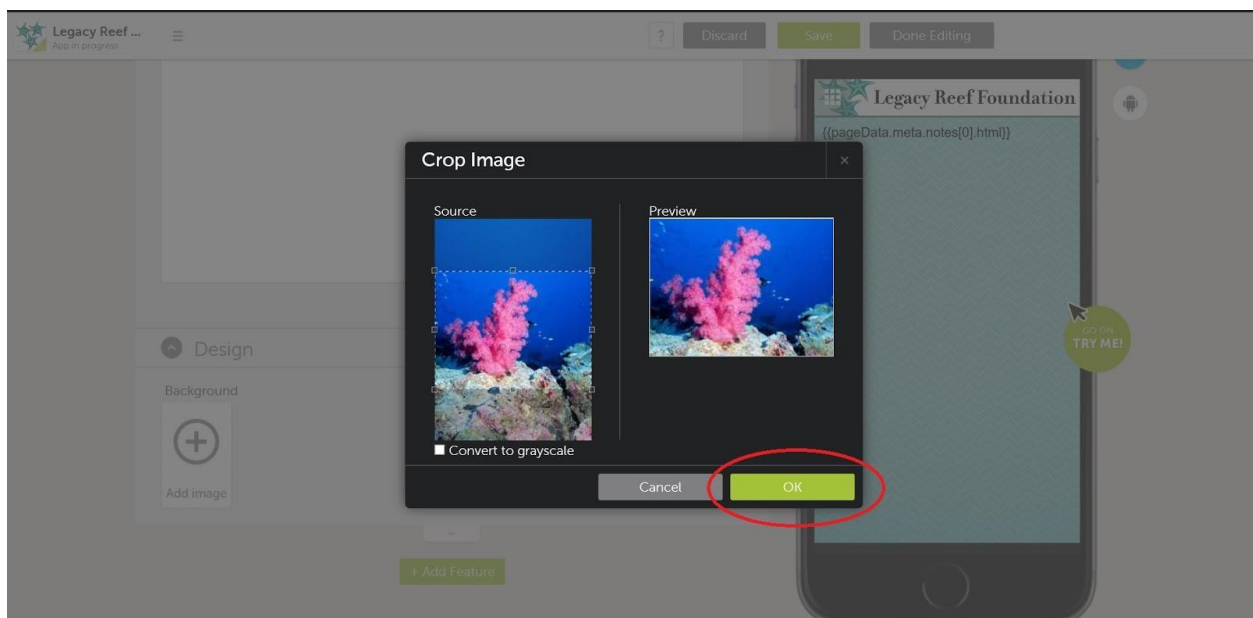 Legacy Reef ...
App in progress
?
Discard
Save
Done Editing
Legacy Reef Foundation
{{pageData.meta.notes[0].html}}
Crop Image
×
Source
Preview
Convert to grayscale
Cancel
OK
Design
Background
Add image
+ Add Feature
GO ON
TRY ME!